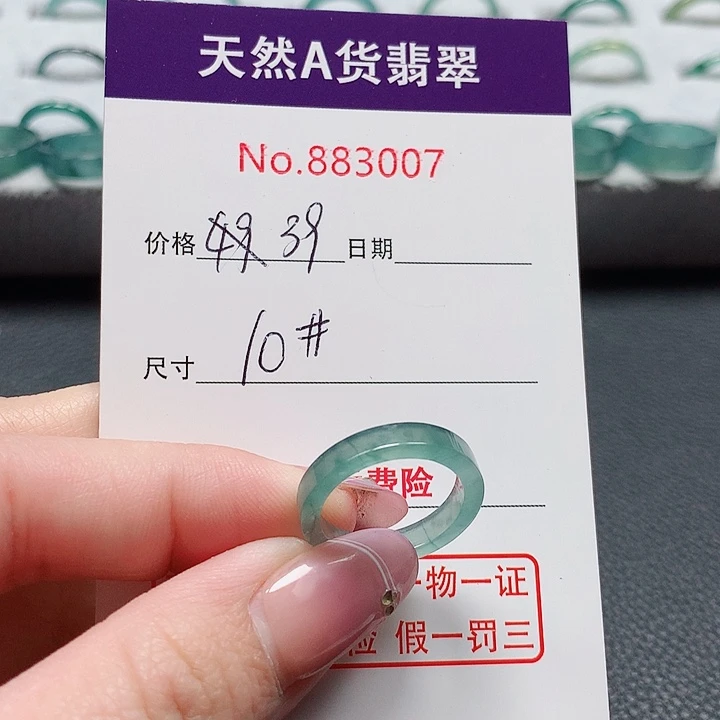 天然A货翡翠
No.883007
价格 49 39 日期
尺寸 10#
费险
一物一证
险 假一罚三